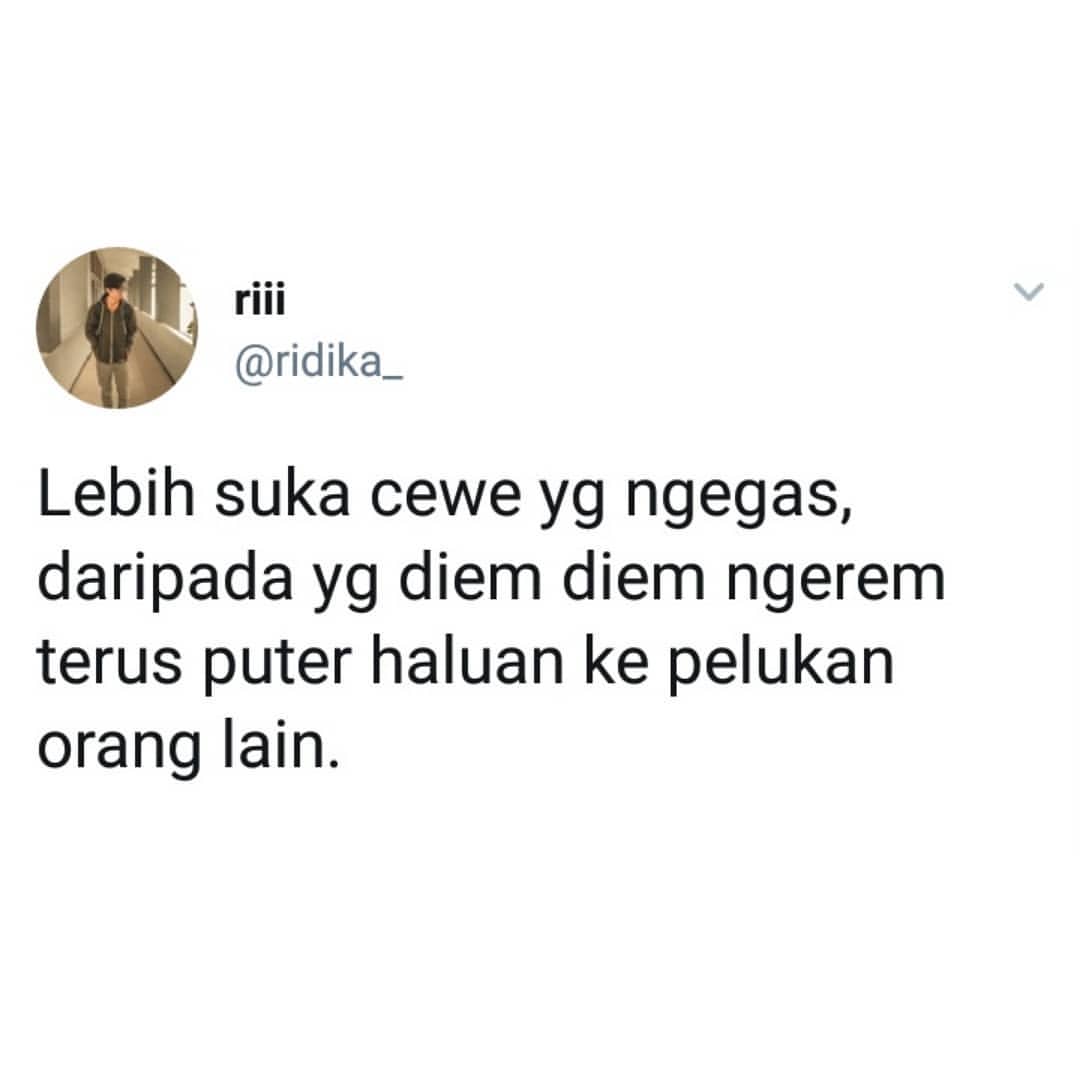 riii
@ridika_
Lebih suka cewe yg ngegas,
daripada yg diem diem ngerem
terus puter haluan ke pelukan
orang lain.